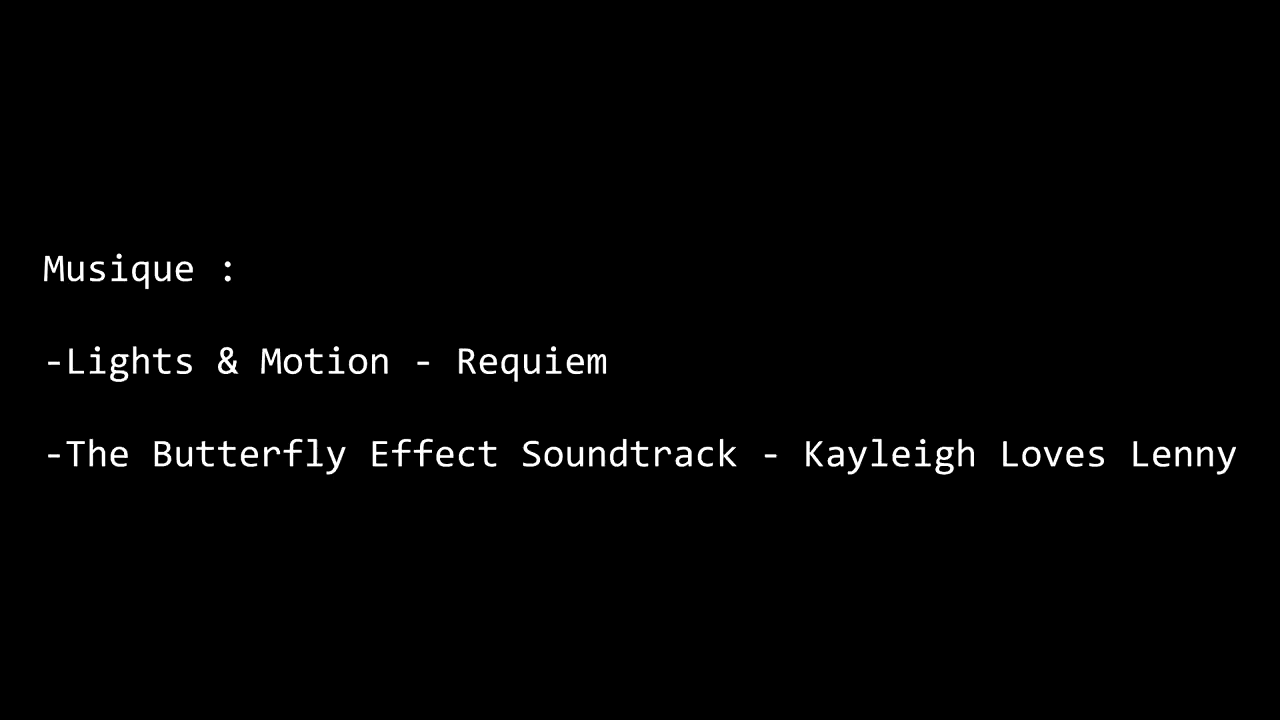 Musique :
-Lights & Motion - Requiem
-The Butterfly Effect Soundtrack - Kayleigh Loves Lenny